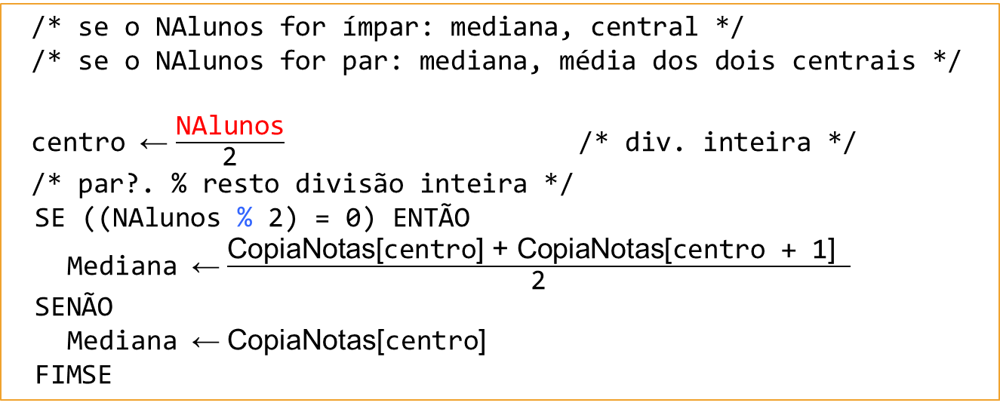 /* se o NAlunos for ímpar: mediana, central */
/* se o NAlunos for par: mediana, média dos dois centrais */
centro ← NAlunos
2
/* div. inteira */
/* par?. % resto divisão inteira */
SE ((NAlunos % 2) = 0) ENTÃO
Mediana ← CopiaNotas[centro] + CopiaNotas[centro + 1]
2
SENÃO
Mediana ← CopiaNotas[centro]
FIMSE